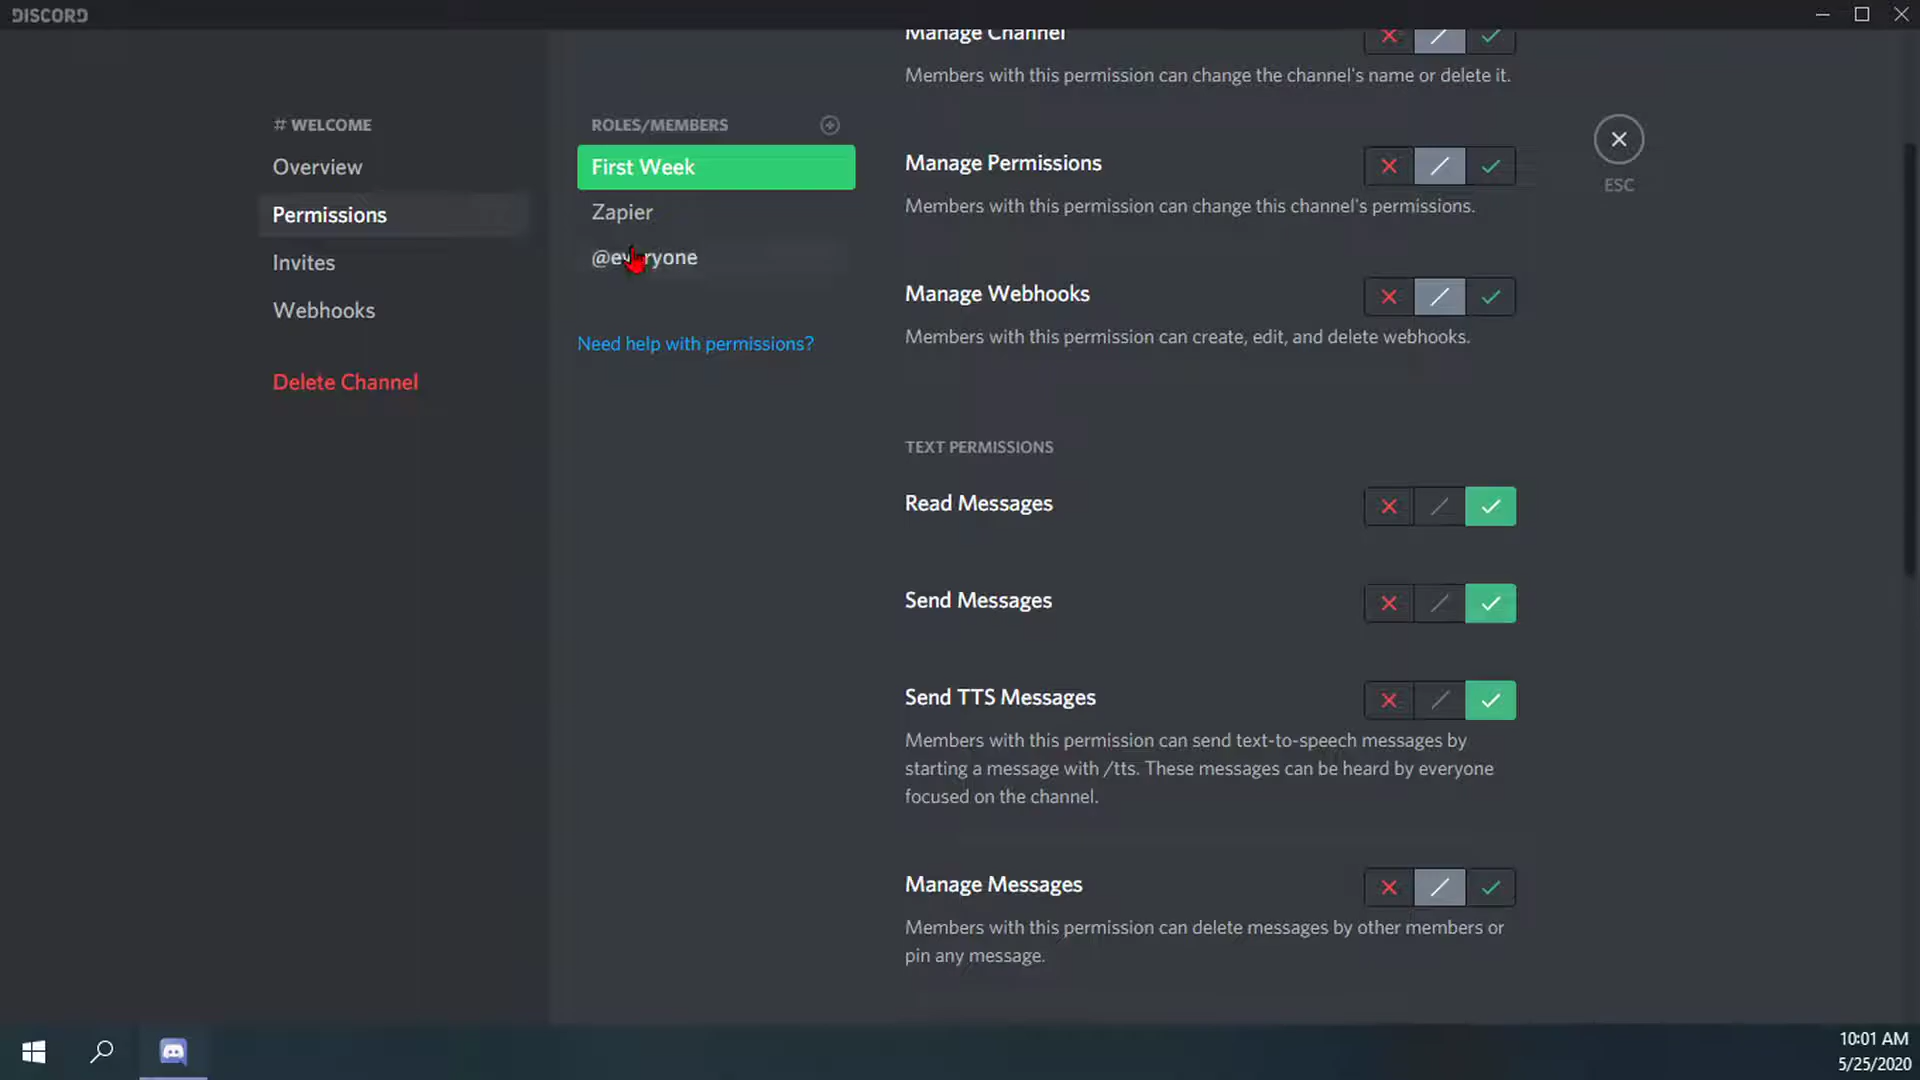 DISCORD
Manage Channel
Members with this permission can change the channel's name or delete it.
# WELCOME
Overview
Permissions
Invites
Webhooks
Delete Channel
ROLES/MEMBERS
First Week
Zapier
@everyone
Need help with permissions?
Manage Permissions
Members with this permission can change this channel's permissions.
ESC
Manage Webhooks
Members with this permission can create, edit, and delete webhooks.
TEXT PERMISSIONS
Read Messages
Send Messages
Send TTS Messages
Members with this permission can send text-to-speech messages by
starting a message with /tts. These messages can be heard by everyone
focused on the channel.
Manage Messages
Members with this permission can delete messages by other members or
pin any message.
10:01 AM
5/25/2020